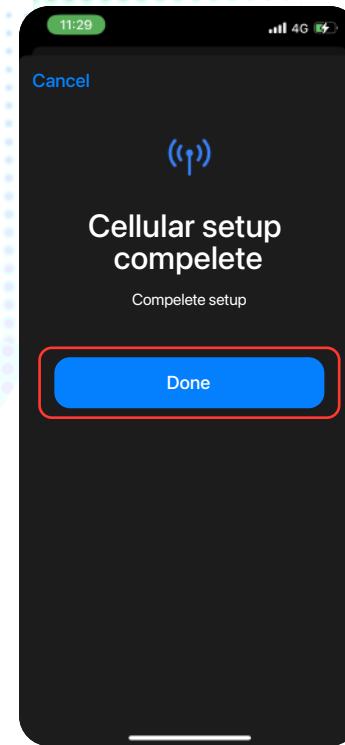 11:29
4G
Cancel
Cellular setup
compelete
Compelete setup
Done